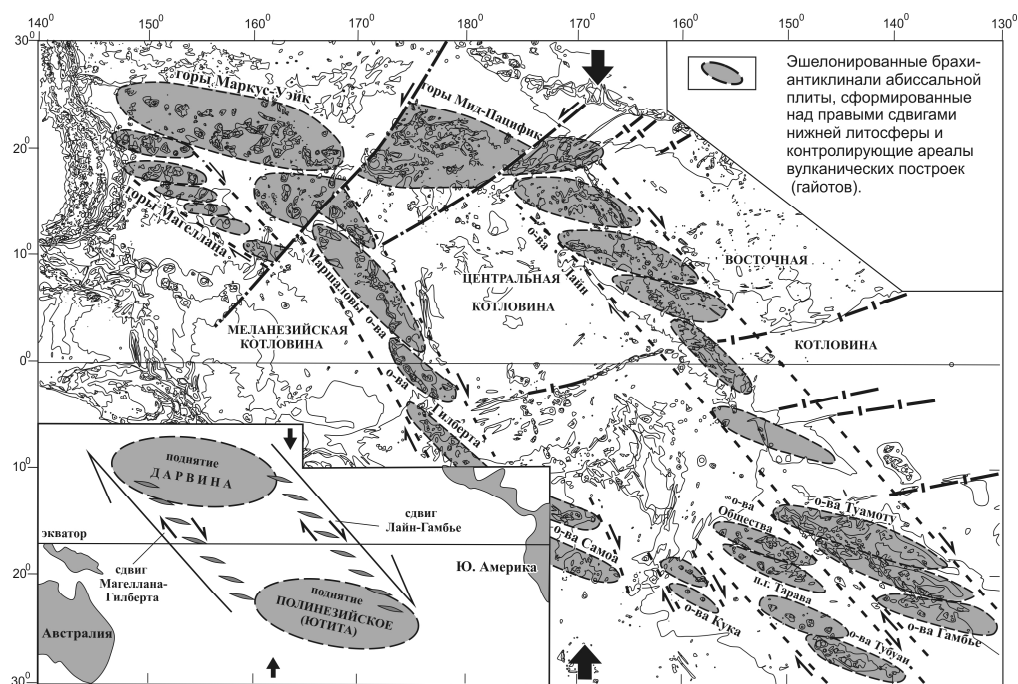 140⁰ 150⁰ 160⁰ 170⁰ 180⁰ 170⁰ 160⁰ 150⁰ 140⁰ 130⁰
30
20⁰
10⁰
0⁰
10⁰
20⁰
30
Эшелонированные брахи-
антиклинали абиссальной
плиты, сформированные
над правыми сдвигами
нижней литосферы и
контролирующие ареалы
вулканических построек
(гайотов).
горы Маркус-Уэйк
горы Мид-Пацифик
горы Магеллана
Маршалловы о-ва
о-ва Лайн
ЦЕНТРАЛЬНАЯ
КОТЛОВИНА
ВОСТОЧНАЯ
КОТЛОВИНА
МЕЛАНЕЗИЙСКАЯ
КОТЛОВИНА
о-ва Гилберта
о-ва Самоа
о-ва Кука
о-ва
Общества
о-ва Туамоту
п.г. Тарава
о-ва Тубуаи
о-ва Гамбье
поднятие
ДАРВИНА
сдвиг
Лайн-Гамбье
экватор
сдвиг
Магеллана-
Гилберта
Ю. Америка
поднятие
ПОЛИНЕЗИЙСКОЕ
(ЮТИТА)
Австралия